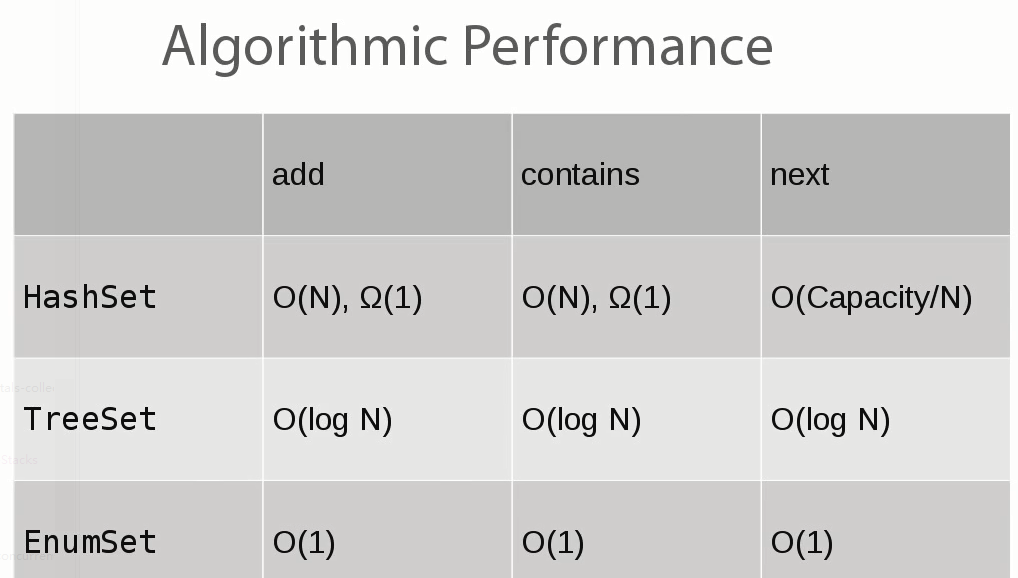 Algorithmic Performance
add contains next
HashSet O(N), Ω(1) O(N), Ω(1) O(Capacity/N)
TreeSet O(log N) O(log N) O(log N)
EnumSet O(1) O(1) O(1)